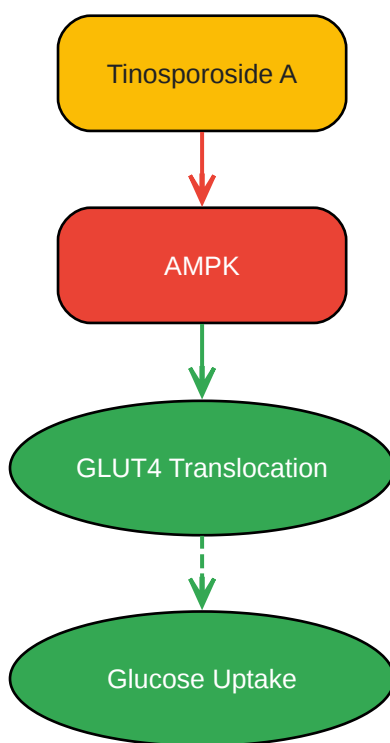 Tinosporoside A
AMPK
GLUT4 Translocation
Glucose Uptake